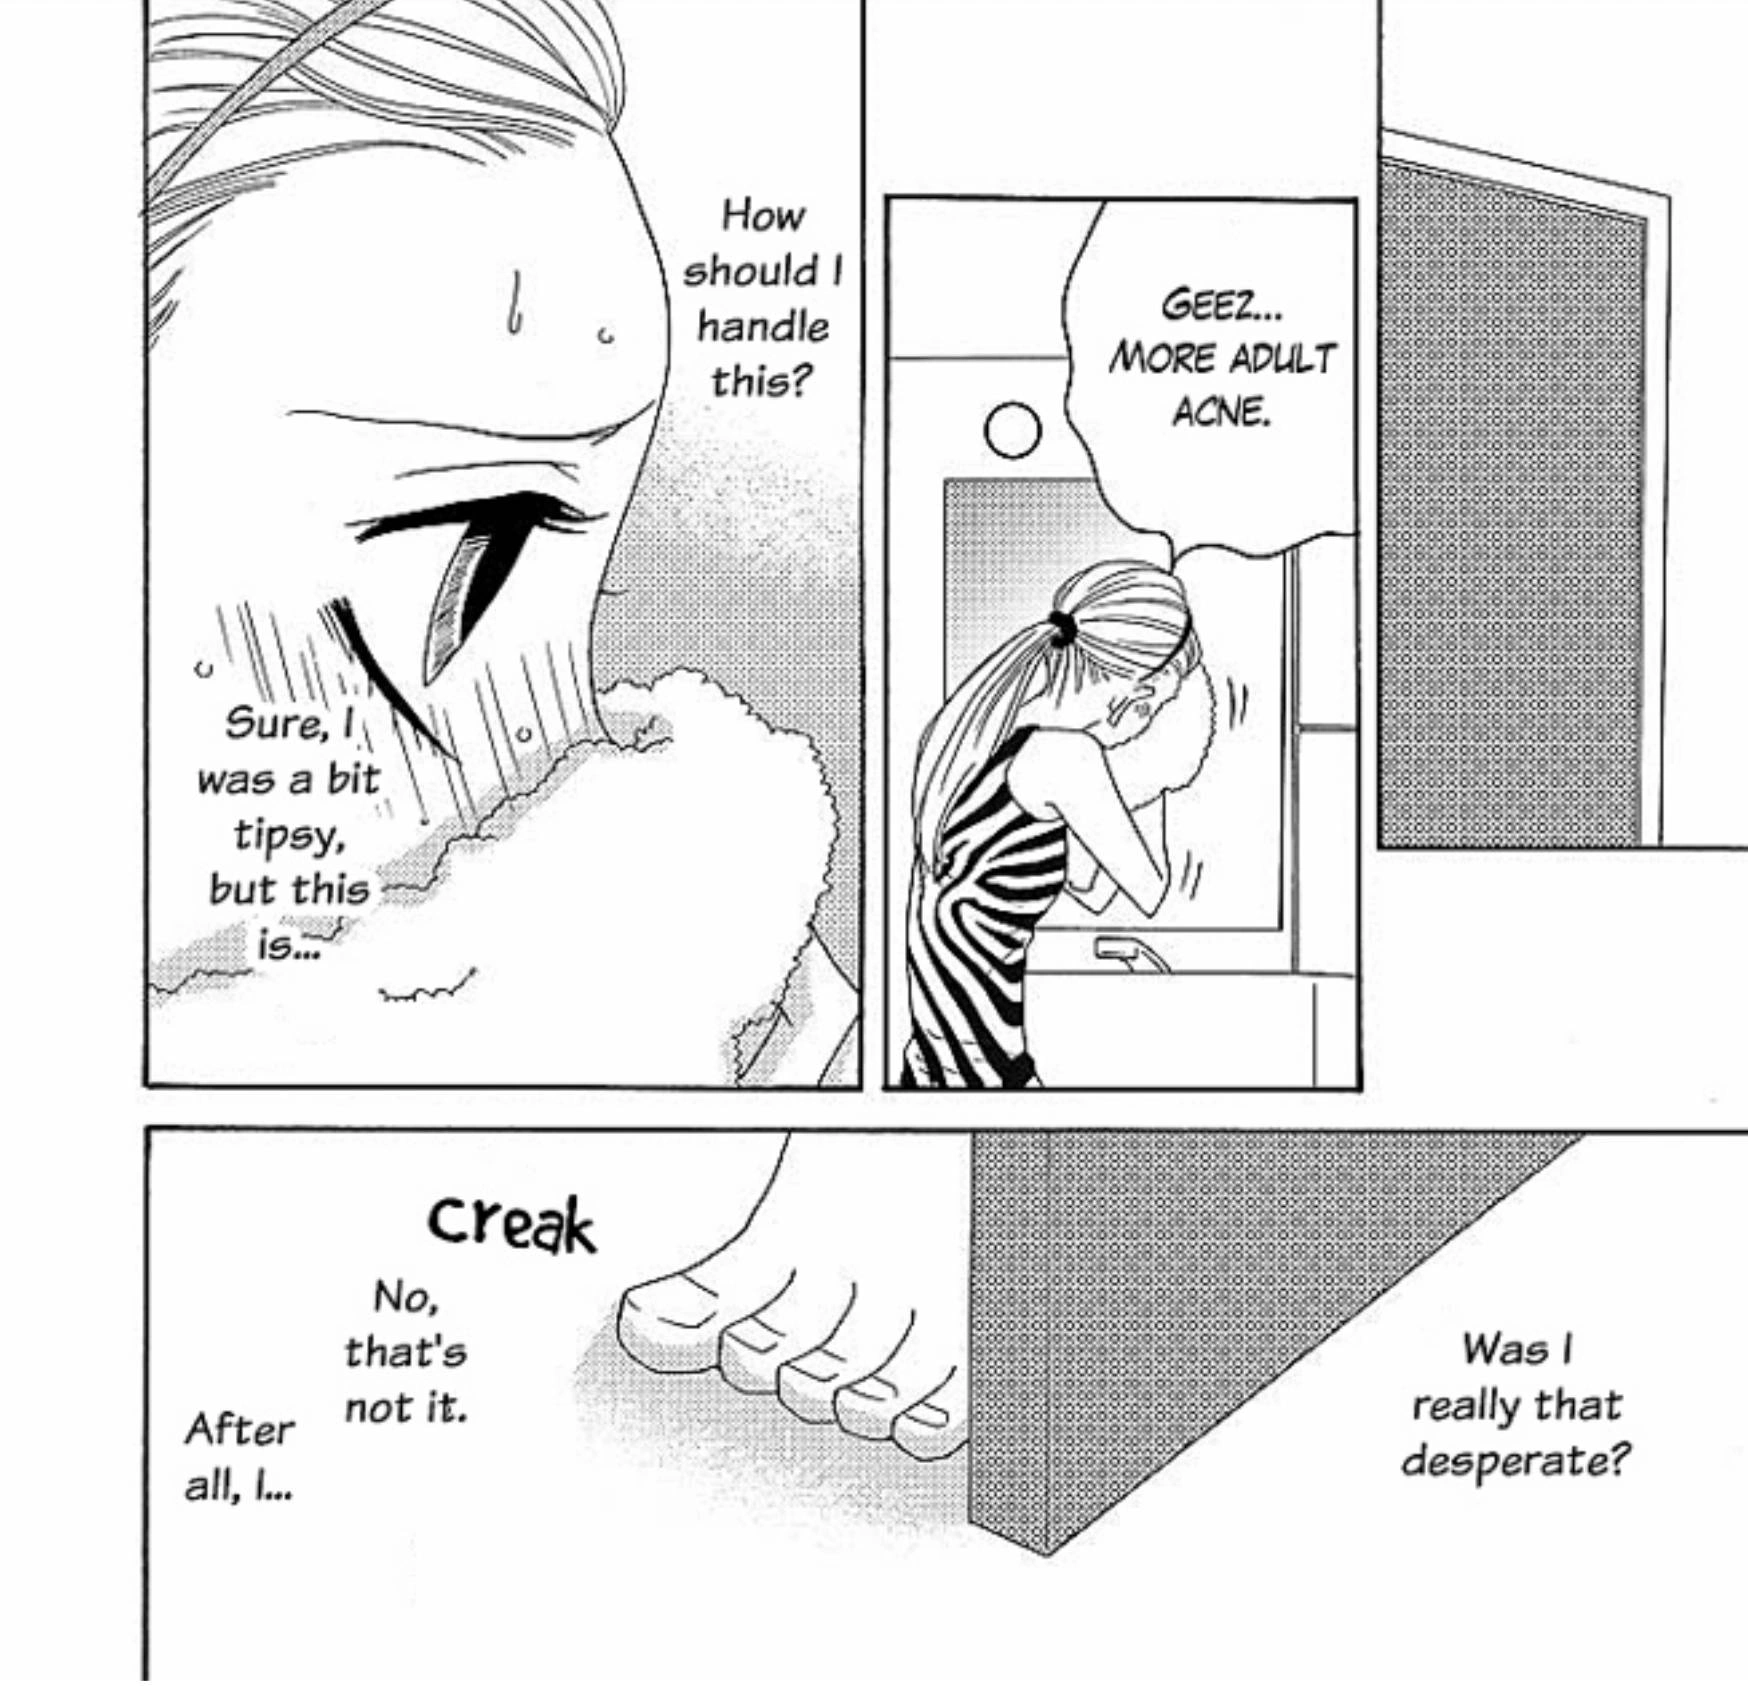 GEEZ...
MORE ADULT
ACNE.
How
should I
handle
this?
Sure, I
was a bit
tipsy,
but this
is...
Was I
really that
desperate?
creak
No,
that's
not it.
After
all, I...